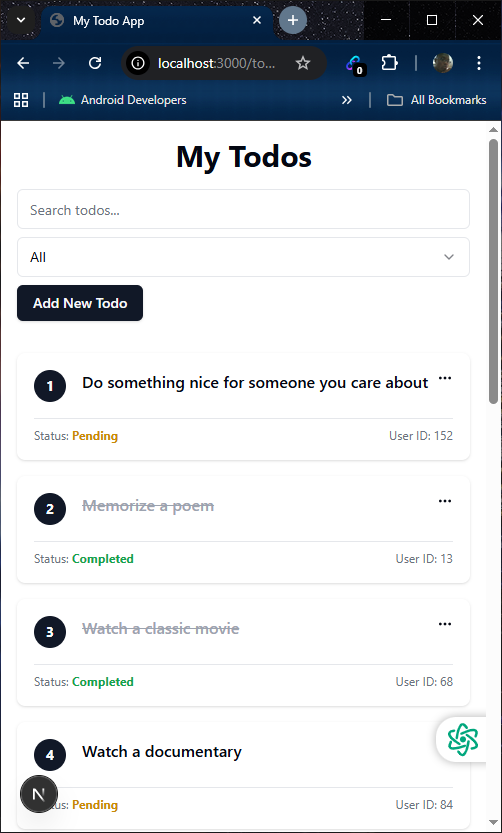 My Todo App
localhost:3000/to...
0
Android Developers
All Bookmarks
My Todos
Search todos...
All
Add New Todo
1
Do something nice for someone you care about
Status: Pending
User ID: 152
2
Memorize a poem
Status: Completed
User ID: 13
3
Watch a classic movie
Status: Completed
User ID: 68
4
Watch a documentary
N
Pending
User ID: 84